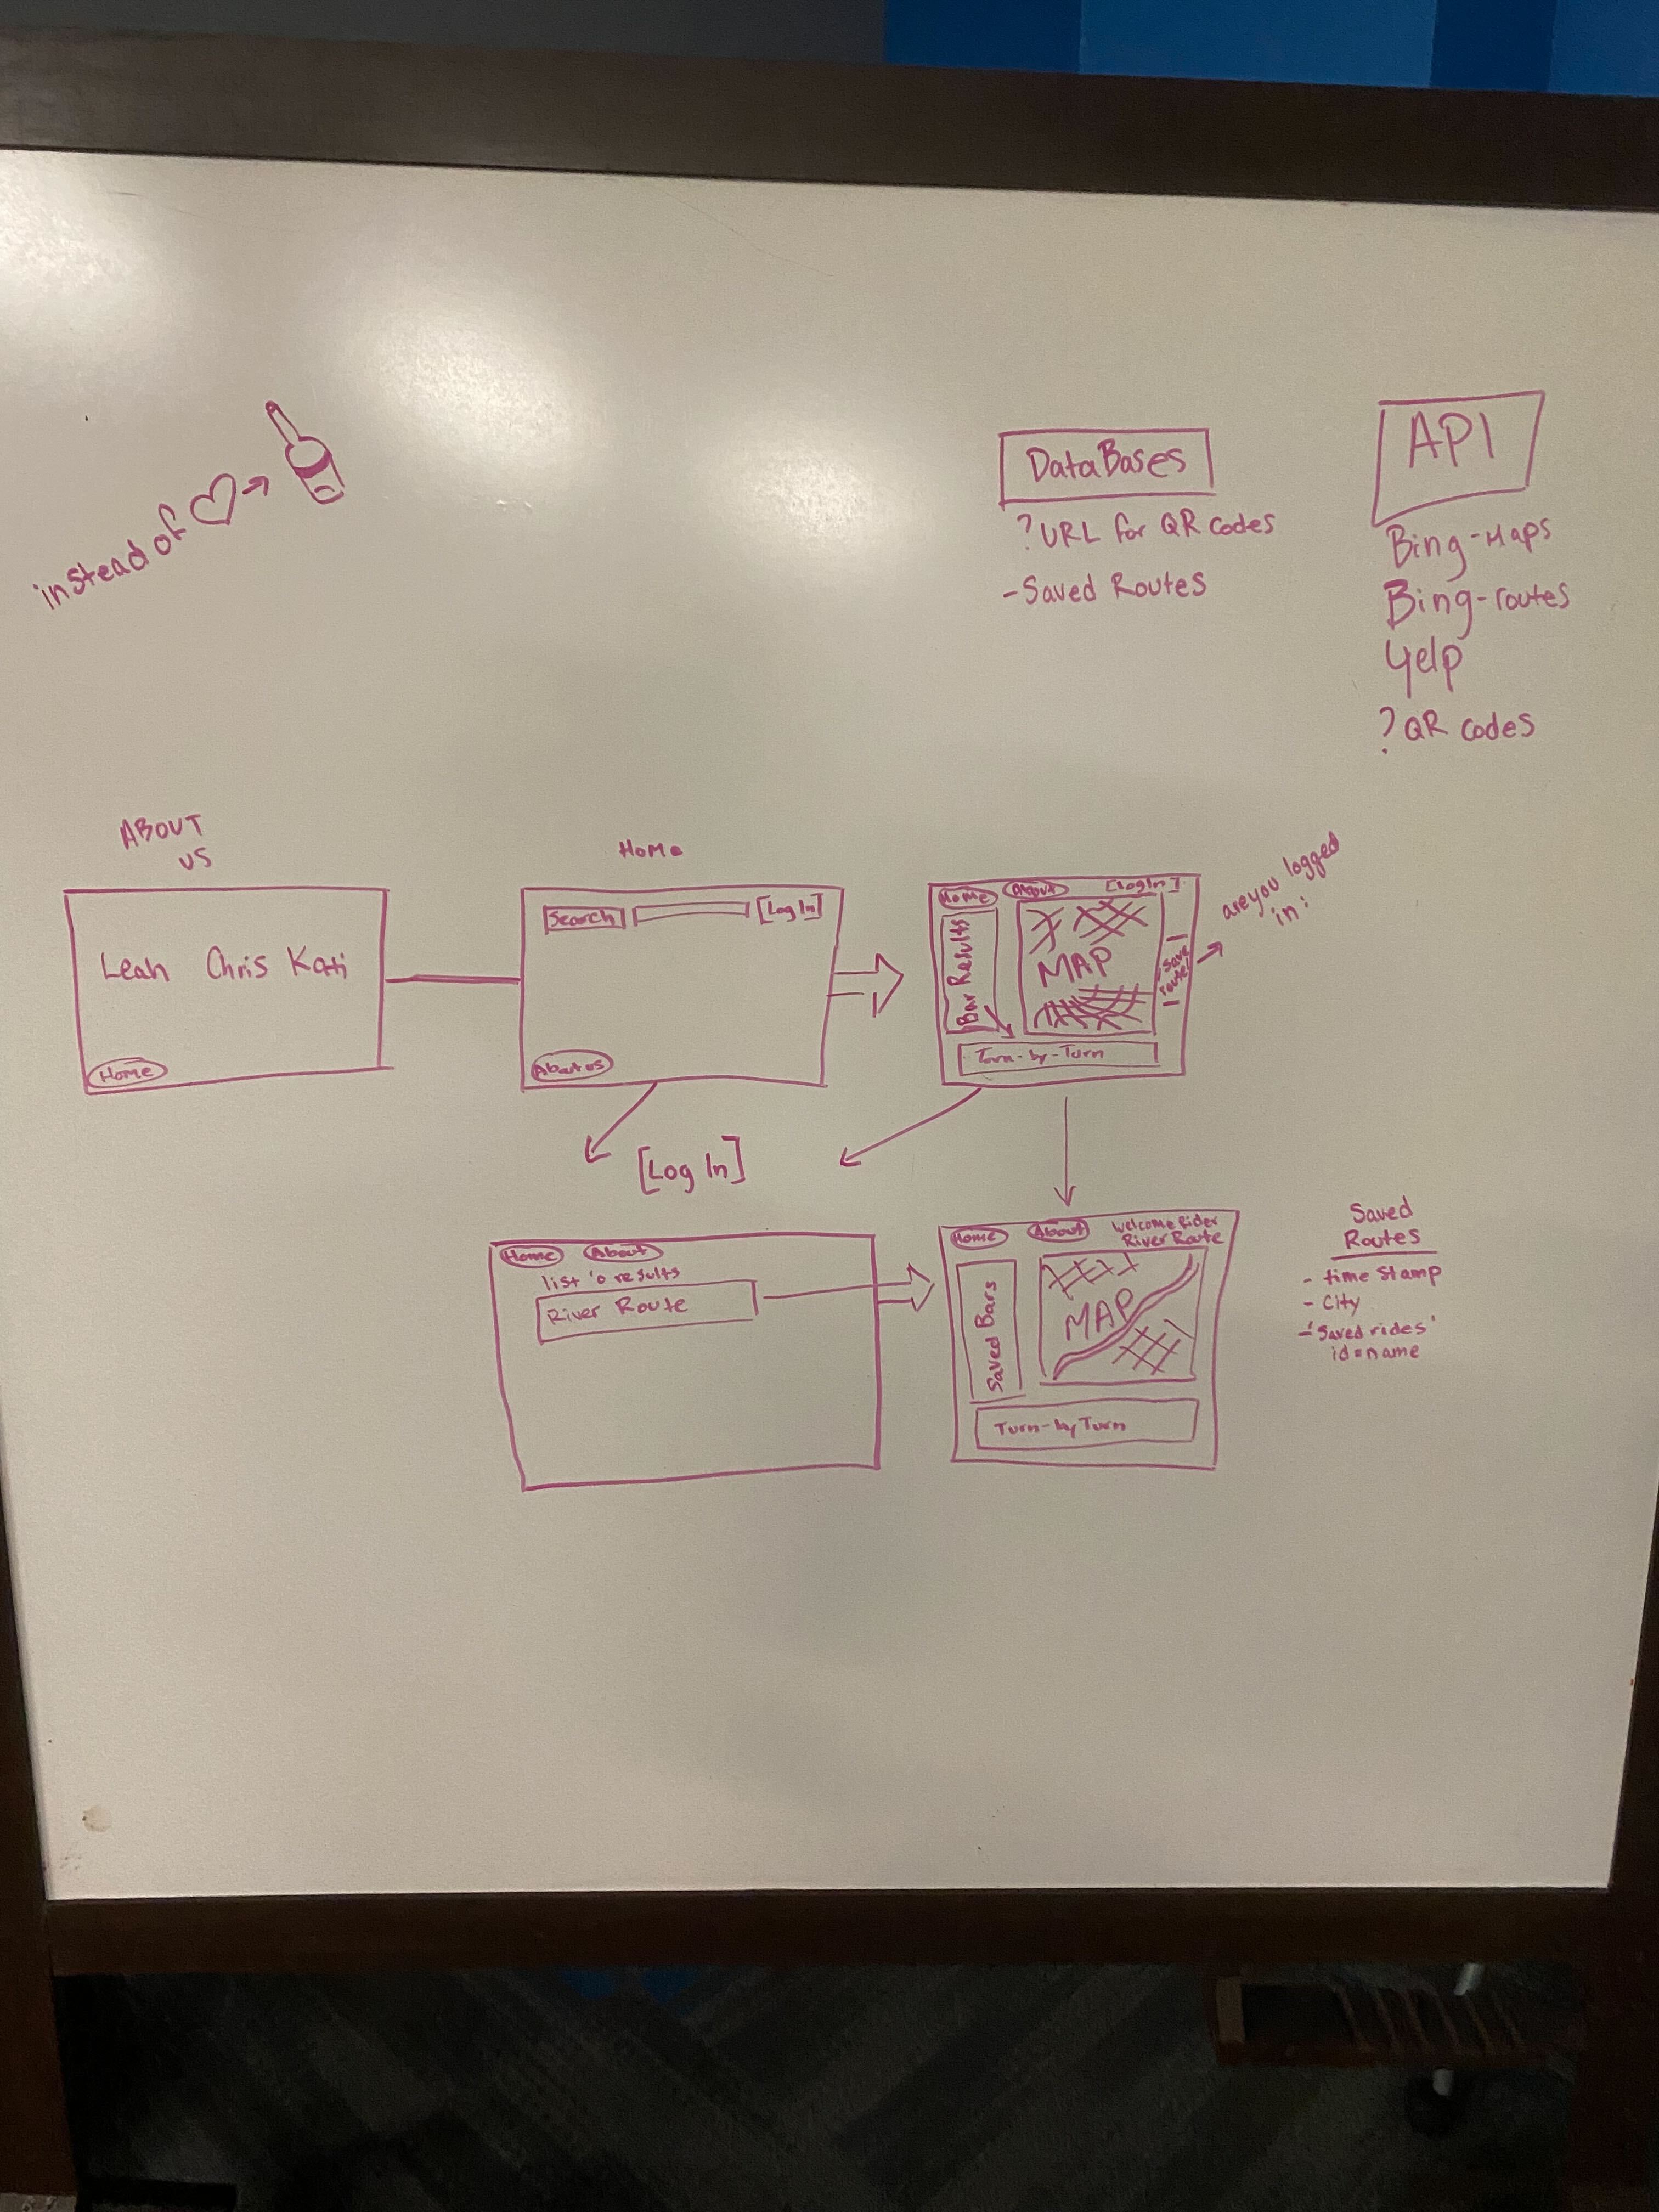 instead of
DataBases
? URL for QR codes
- Saved Routes
API
Bing-Maps
Bing-routes
Yelp
? QR codes
ABOUT
US
Leah Chris Kati
Home
HOME
Search [Log In]
About us
Home About [Log In]
Bar Results
MAP
save
route
Turn-by-Turn
are you logged
in:
[Log In]
Home About
list 'o results
River Route
Home About Welcome Rider
River Route
Saved Bars
MAP
Turn-by Turn
Saved
Routes
- time stamp
- City
- 'Saved rides'
id=name